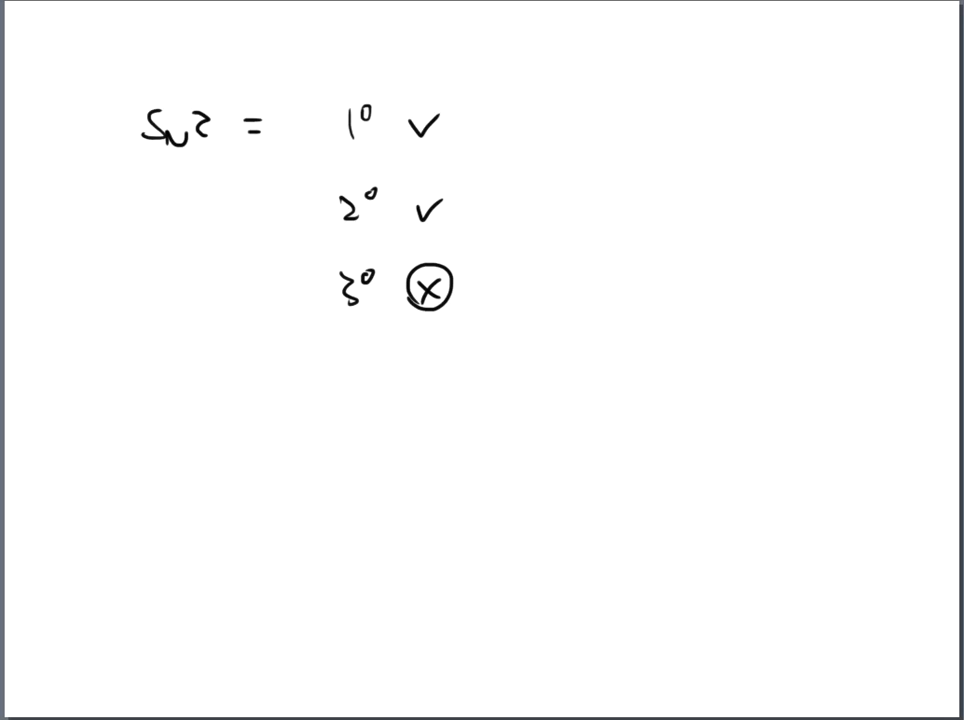 SN2 = 1° ✓
2° ✓
3° ⊗